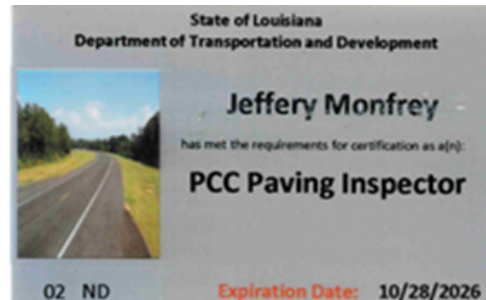 State of Louisiana
Department of Transportation and Development
Jeffery Monfrey
has met the requirements for certification as a(n):
PCC Paving Inspector
02 ND
Expiration Date: 10/28/2026